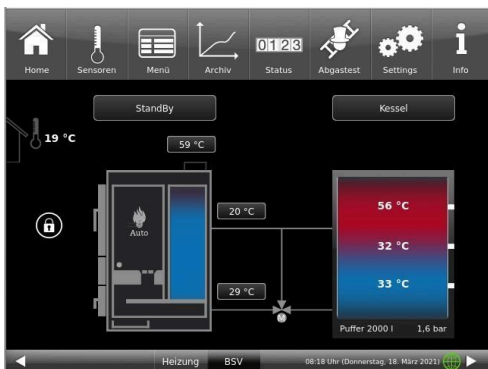 0123
Home Sensoren Menü Archiv Status Abgastest Settings Info
StandBy Kessel
19 °C
59 °C
Auto
20 °C
56 °C
32 °C
29 °C
33 °C
M
Puffer 2000 l 1,6 bar
Heizung BSV 08:18 Uhr (Donnerstag, 18. März 2021)